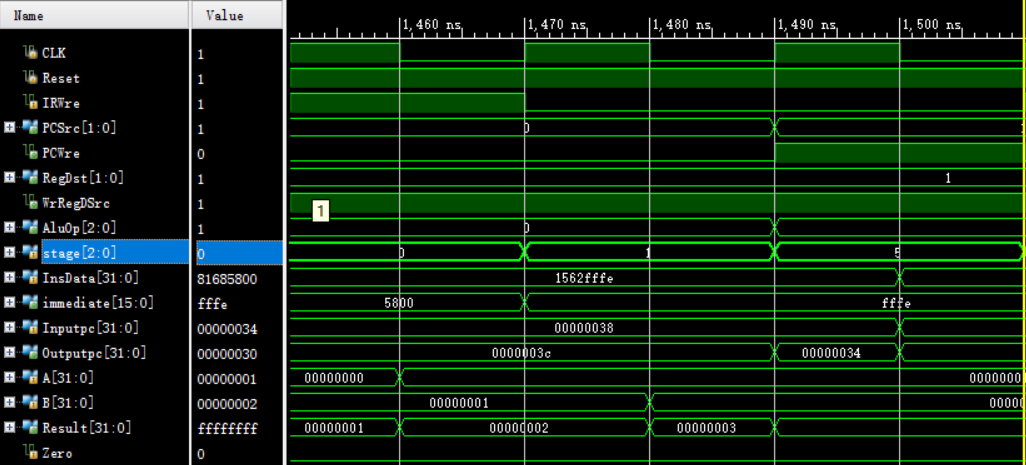 Name Value
1,460 ns 1,470 ns 1,480 ns 1,490 ns 1,500 ns
CLK 1
Reset 1
IRWre 1
PCSrc[1:0] 1 0
PCWre 0
RegDst[1:0] 1 1
WrRegDSrc 1
1
AluOp[2:0] 1 0
stage[2:0] 0 0 1 5
InsData[31:0] 81685800 1562fffe
immediate[15:0] fffe 5800 fffe
Inputpc[31:0] 00000034 00000038
Outputpc[31:0] 00000030 0000003c 00000034
A[31:0] 00000001 00000000 0000000
B[31:0] 00000002 00000001 00000
Result[31:0] ffffffff 00000001 00000002 00000003
Zero 0